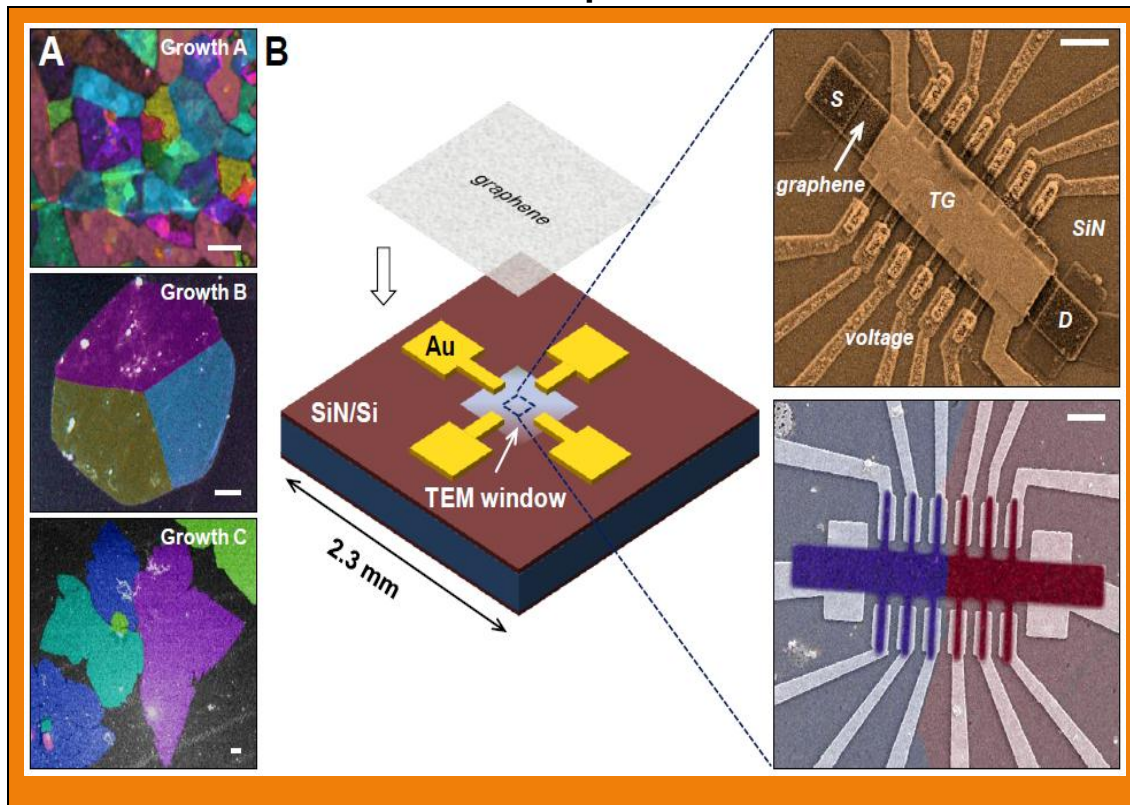 A
Growth A
Growth B
Growth C
B
graphene
Au
SiN/Si
TEM window
2.3 mm
S
graphene
TG
SiN
voltage
D